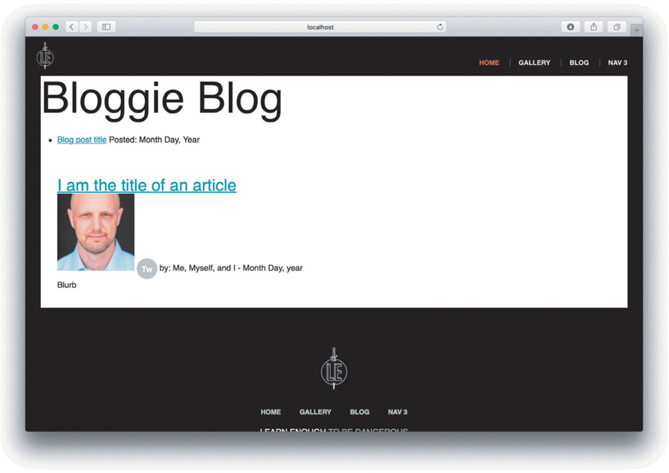 localhost
LE
HOME GALLERY BLOG NAV 3
Bloggie Blog
Blog post title Posted: Month Day, Year
I am the title of an article
Tw by: Me, Myself, and I - Month Day, year
Blurb
LE
HOME GALLERY BLOG NAV 3
LEARN ENOUGH TO BE DANGEROUS